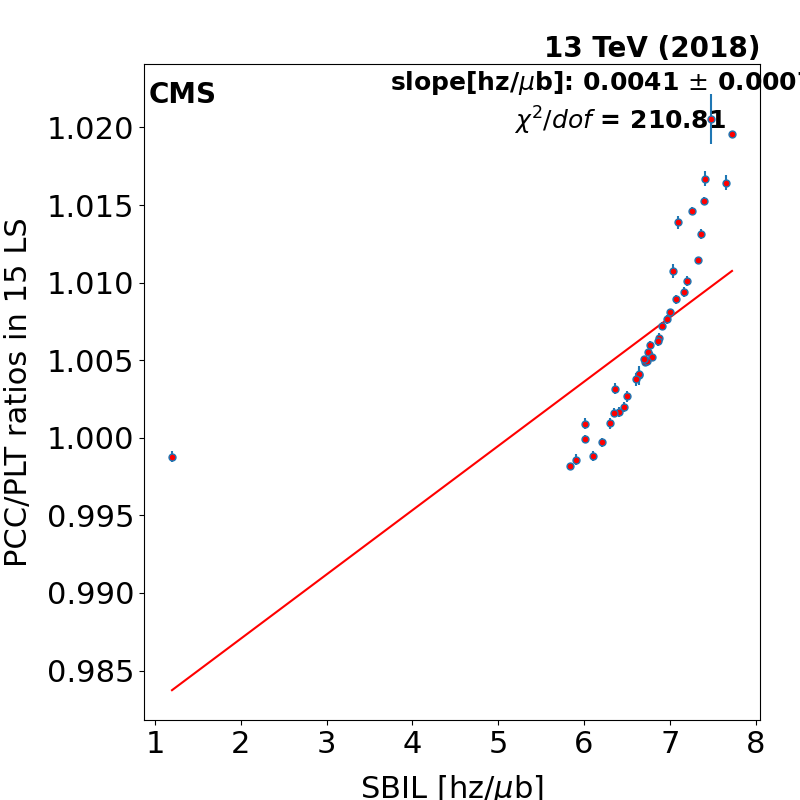 13 TeV (2018)
CMS
slope[hz/μb]: 0.0041 ± 0.0007
χ²/dof = 210.81
PCC/PLT ratios in 15 LS
1.020
1.015
1.010
1.005
1.000
0.995
0.990
0.985
1 2 3 4 5 6 7 8
SBIL [hz/μb]